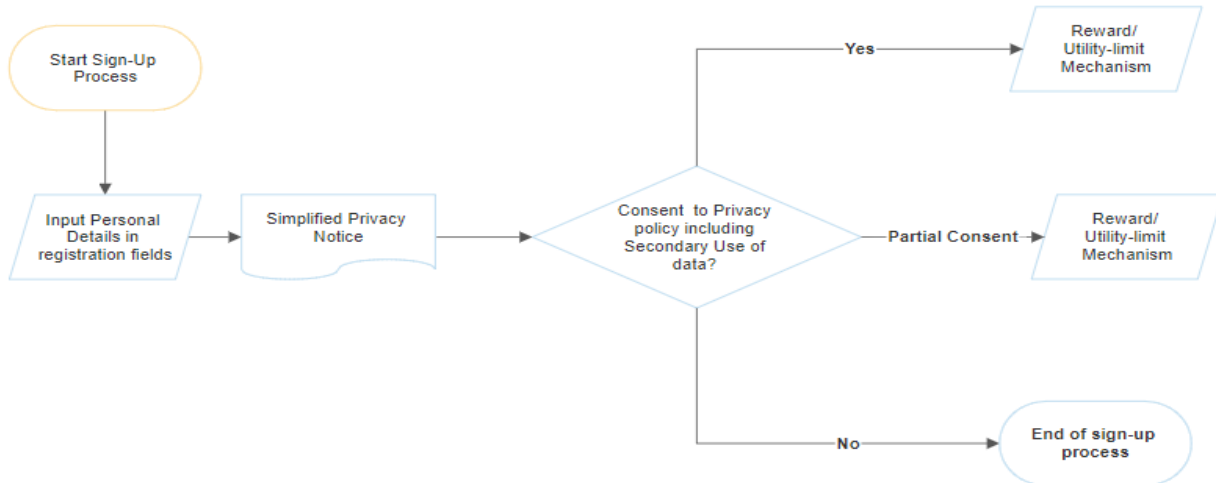 Start Sign-Up
Process
Input Personal
Details in
registration fields
Simplified Privacy
Notice
Consent to Privacy
policy including
Secondary Use of
data?
Yes
Reward/
Utility-limit
Mechanism
Partial Consent
Reward/
Utility-limit
Mechanism
No
End of sign-up
process